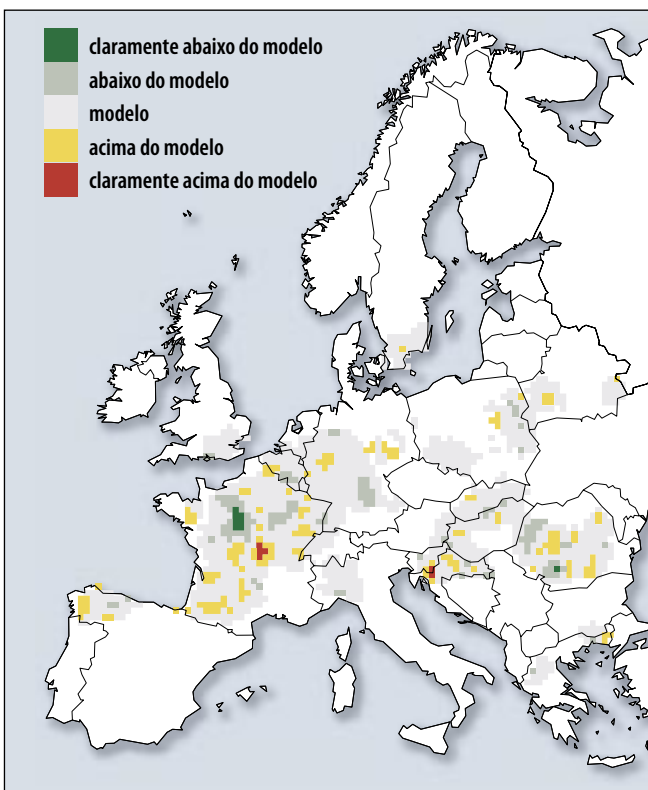 claramente abaixo do modelo
abaixo do modelo
modelo
acima do modelo
claramente acima do modelo